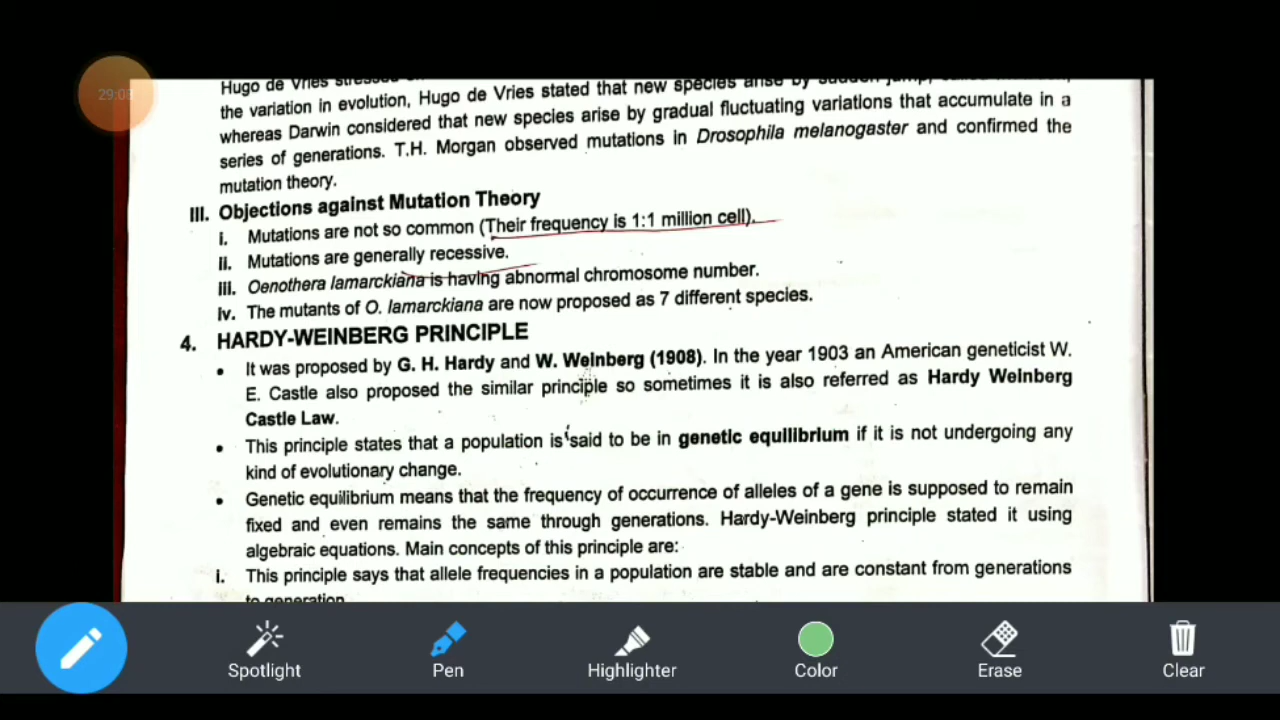 29:03
Hugo de Vries stressed
the variation in evolution, Hugo de Vries stated that new species arise by sudden jump,
whereas Darwin considered that new species arise by gradual fluctuating variations that accumulate in a
series of generations. T.H. Morgan observed mutations in Drosophila melanogaster and confirmed the
mutation theory.
III. Objections against Mutation Theory
i. Mutations are not so common (Their frequency is 1:1 million cell).
ii. Mutations are generally recessive.
iii. Oenothera lamarckiana is having abnormal chromosome number.
iv. The mutants of O. lamarckiana are now proposed as 7 different species.
4. HARDY-WEINBERG PRINCIPLE
• It was proposed by G. H. Hardy and W. Weinberg (1908). In the year 1903 an American geneticist W.
E. Castle also proposed the similar principle so sometimes it is also referred as Hardy Weinberg
Castle Law.
• This principle states that a population is said to be in genetic equilibrium if it is not undergoing any
kind of evolutionary change.
• Genetic equilibrium means that the frequency of occurrence of alleles of a gene is supposed to remain
fixed and even remains the same through generations. Hardy-Weinberg principle stated it using
algebraic equations. Main concepts of this principle are:
i. This principle says that allele frequencies in a population are stable and are constant from generations
to generation
Spotlight Pen Highlighter Color Erase Clear